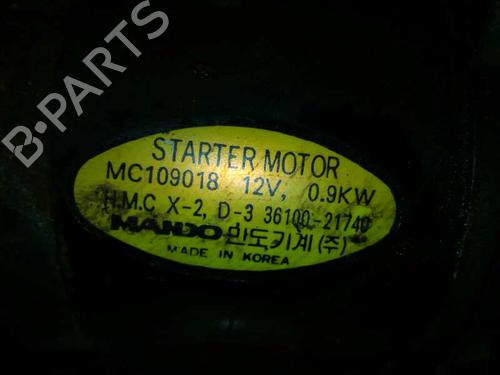 B-PARTS
STARTER MOTOR
MC109018 12V, 0.9KW
H.M.C X-2, D-3 36100-21740
MANDO 만도기계(주)
MADE IN KOREA